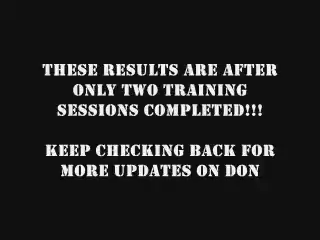 THESE RESULTS ARE AFTER
ONLY TWO TRAINING
SESSIONS COMPLETED!!!
KEEP CHECKING BACK FOR
MORE UPDATES ON DON